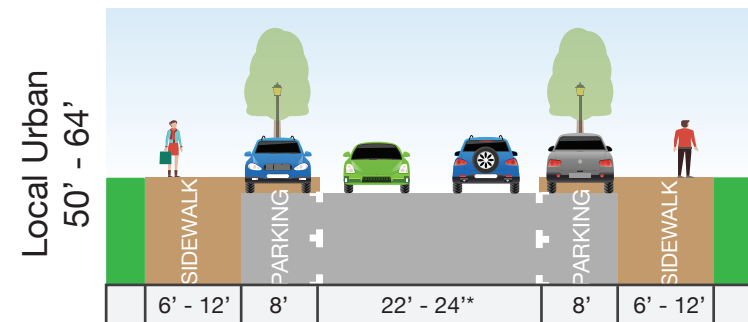 Local Urban
50’ - 64’
SIDEWALK
PARKING
PARKING
SIDEWALK
6’ - 12’
8’
22’ - 24’*
8’
6’ - 12’